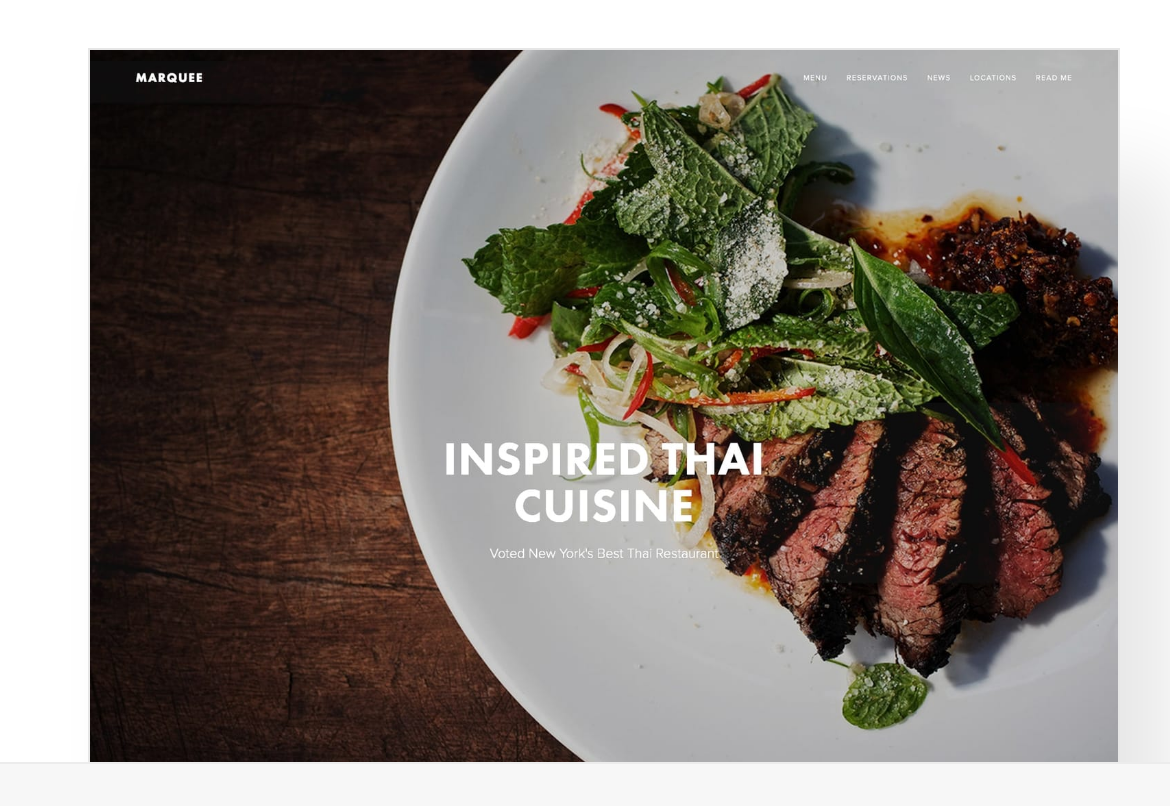 MARQUEE
MENU RESERVATIONS NEWS LOCATIONS READ ME
INSPIRED THAI
CUISINE
Voted New York's Best Thai Restaurant.